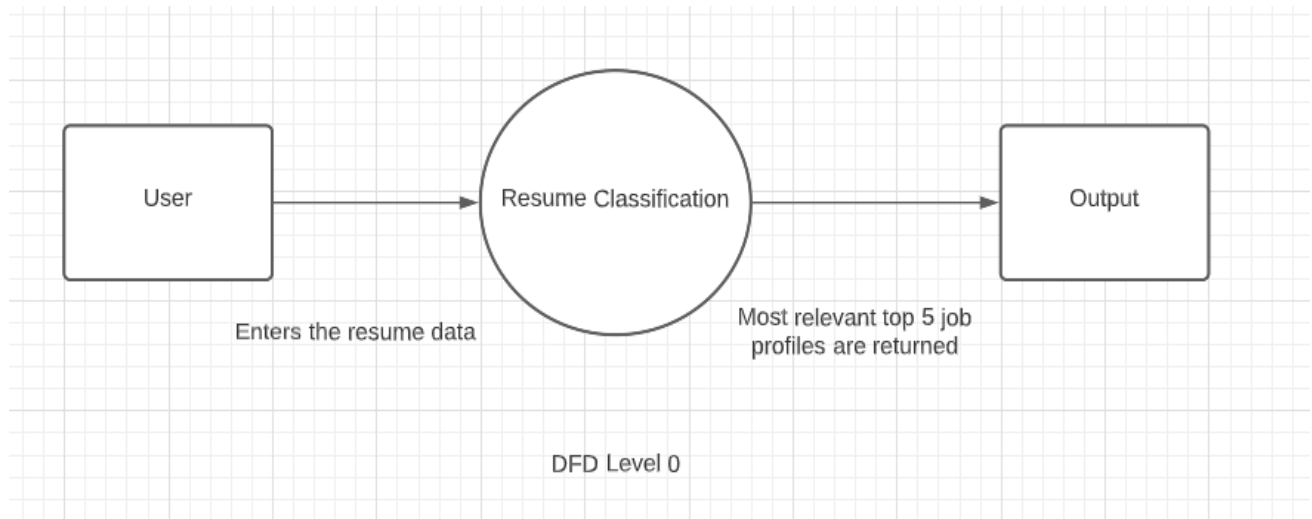 User
Resume Classification
Output
Enters the resume data
Most relevant top 5 job
profiles are returned
DFD Level 0